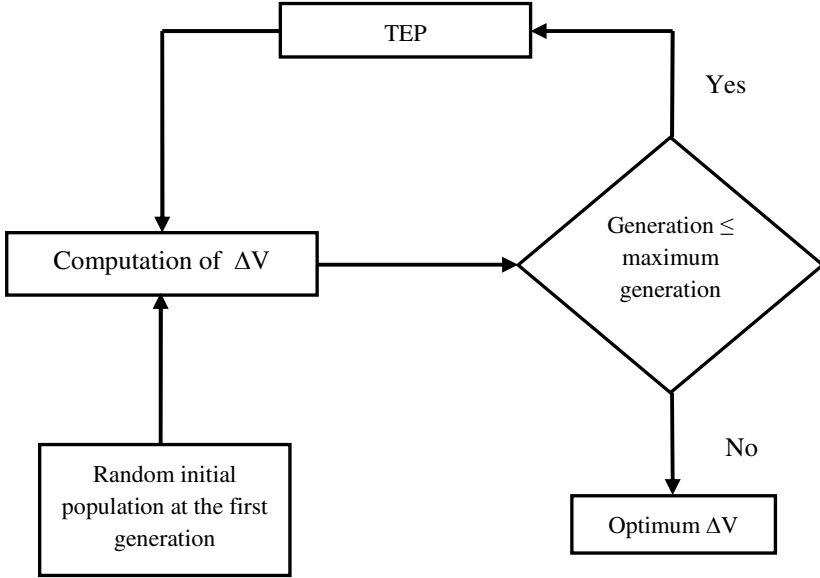 TEP
Yes
Generation ≤
maximum
generation
Computation of ΔV
No
Random initial
population at the first
generation
Optimum ΔV